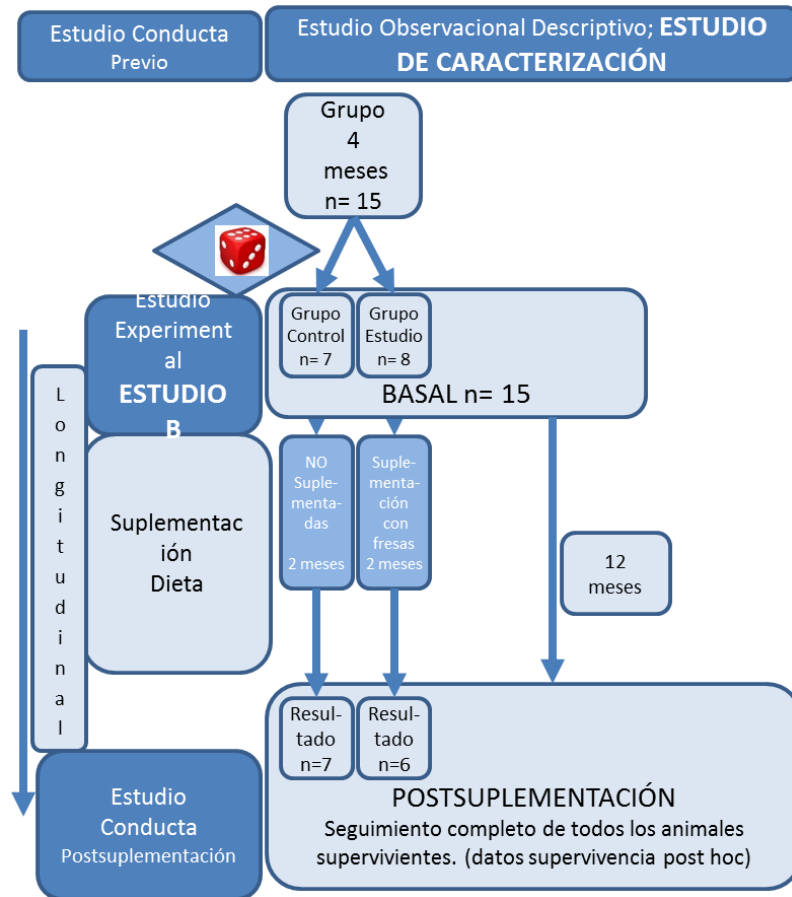 Estudio Conducta
Previo
Estudio Observacional Descriptivo; ESTUDIO
DE CARACTERIZACIÓN
Grupo
4
meses
n= 15
Estudio
Experiment
al
ESTUDIO
B
Grupo
Control
n= 7
Grupo
Estudio
n= 8
BASAL n= 15
L
o
n
g
i
t
u
d
i
n
a
l
Suplementac
ión
Dieta
NO
Suple-
menta-
das
2 meses
Suple-
mentación
con
fresas
2 meses
12
meses
Resul-
tado
n=7
Resul-
tado
n=6
Estudio
Conducta
Postsuplementación
POSTSUPLEMENTACIÓN
Seguimiento completo de todos los animales
supervivientes. (datos supervivencia post hoc)